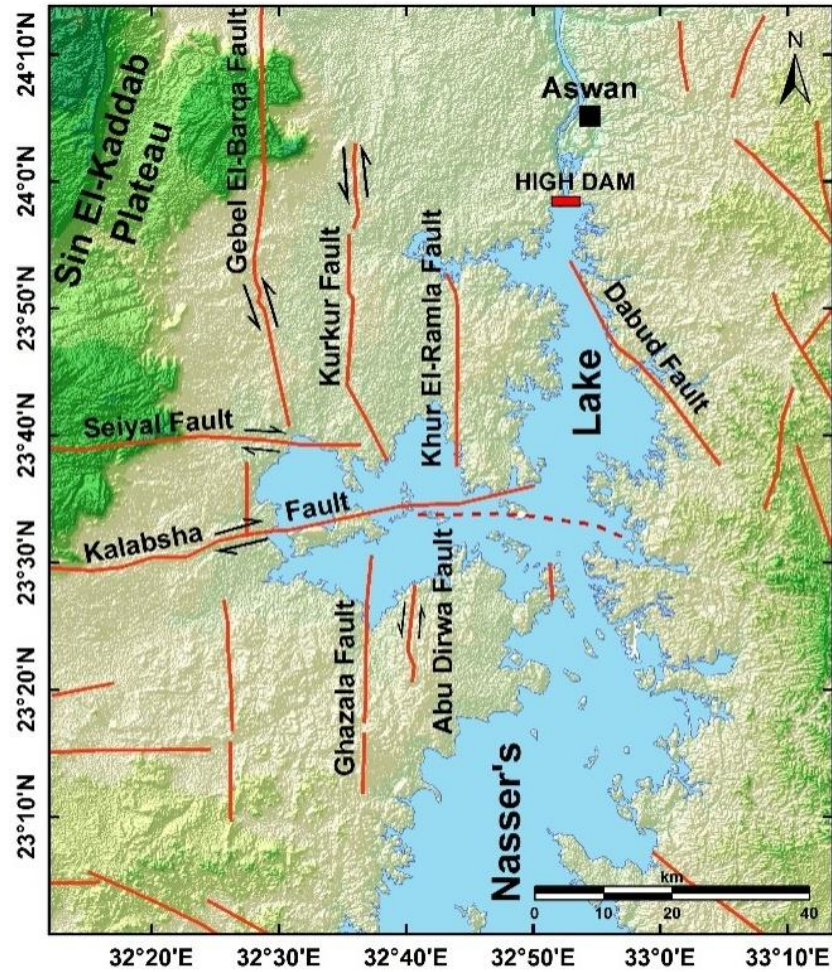 24°10'N
24°0'N
23°50'N
23°40'N
23°30'N
23°20'N
23°10'N
Sin El-Kaddab
Plateau
Gebel El-Barqa Fault
Kurkur Fault
Khur El-Ramla Fault
N
Aswan
HIGH DAM
Dabud Fault
Lake
Seiyal Fault
Kalabsha Fault
Ghazala Fault
Abu Dirwa Fault
Nasser's
km
0 10 20 40
32°20'E 32°30'E 32°40'E 32°50'E 33°0'E 33°10'E